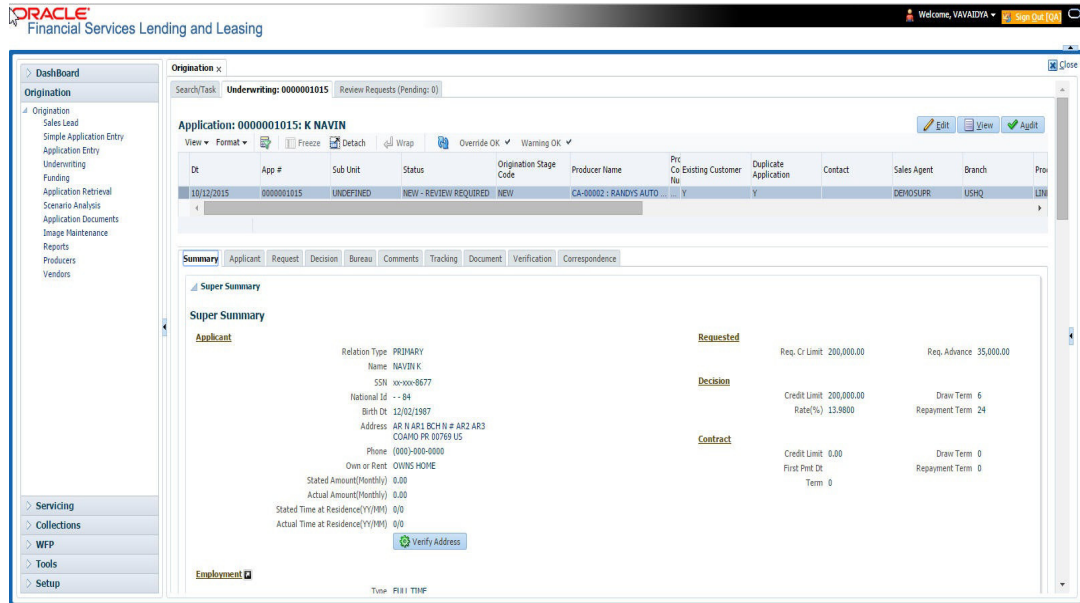 ORACLE
Financial Services Lending and Leasing
Welcome, VAVAIDYA
Sign Out [QA]
Close
DashBoard
Origination
Origination
Sales Lead
Simple Application Entry
Application Entry
Underwriting
Funding
Application Retrieval
Scenario Analysis
Application Documents
Image Maintenance
Reports
Producers
Vendors
Servicing
Collections
WFP
Tools
Setup
Origination x
Search/Task Underwriting: 0000001015 Review Requests (Pending: 0)
Application: 0000001015: K NAVIN
Edit View Audit
View Format Freeze Detach Wrap Override OK Warning OK
Dt App # Sub Unit Status Origination Stage Code Producer Name Prc Co Nu Existing Customer Duplicate Application Contact Sales Agent Branch Pro
10/12/2015 0000001015 UNDEFINED NEW - REVIEW REQUIRED NEW CA-00002 : RANDYS AUTO ... ... Y Y DEMOSUPR USHQ LIN
Summary Applicant Request Decision Bureau Comments Tracking Document Verification Correspondence
Super Summary
Super Summary
Applicant
Relation Type PRIMARY
Name NAVIN K
SSN xx-xxx-8677
National Id - - 84
Birth Dt 12/02/1987
Address AR N AR1 BCH N # AR2 AR3
COAMO PR 00769 US
Phone (000)-000-0000
Own or Rent OWNS HOME
Stated Amount(Monthly) 0.00
Actual Amount(Monthly) 0.00
Stated Time at Residence(YY/MM) 0/0
Actual Time at Residence(YY/MM) 0/0
Verify Address
Employment
Type FULL TIME
Requested
Req. Cr Limit 200,000.00 Req. Advance 35,000.00
Decision
Credit Limit 200,000.00 Draw Term 6
Rate(%) 13.9800 Repayment Term 24
Contract
Credit Limit 0.00 Draw Term 0
First Pmt Dt Repayment Term 0
Term 0